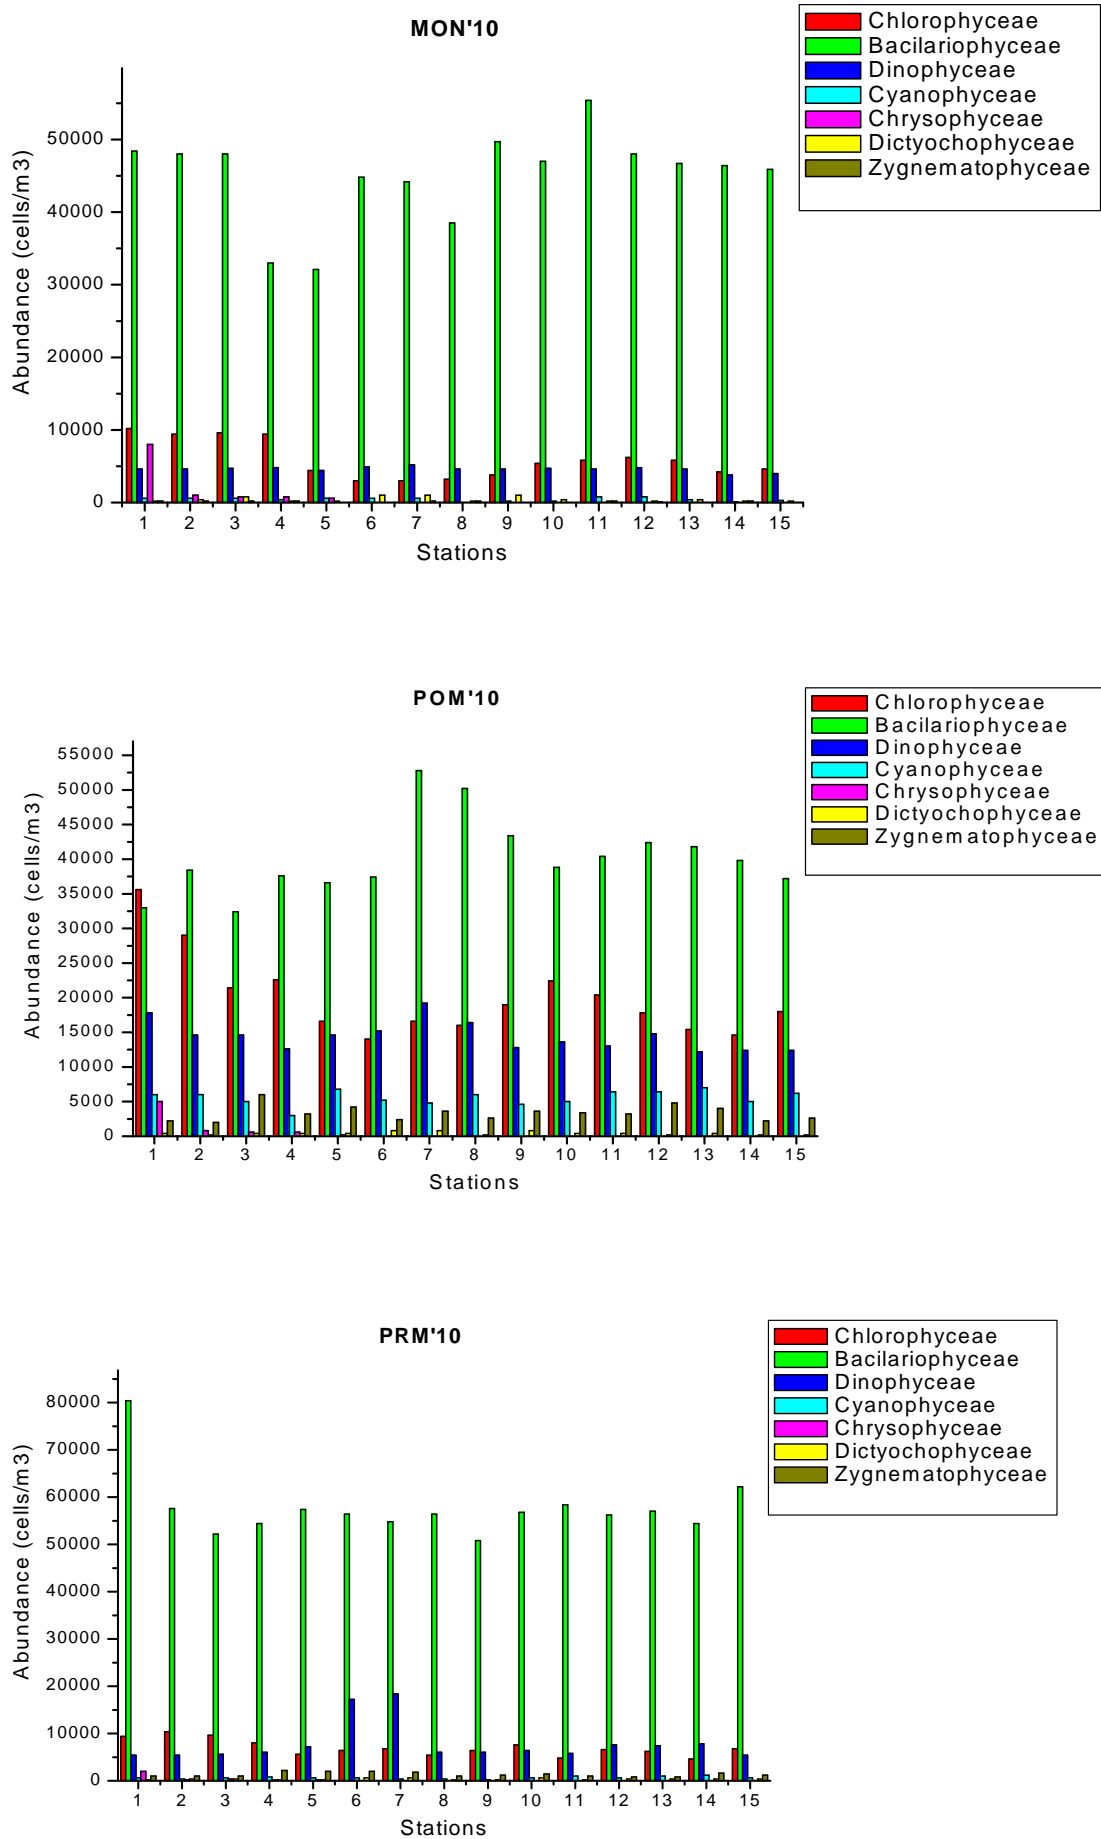 MON'10
Chlorophyceae
Bacilariophyceae
Dinophyceae
Cyanophyceae
Chrysophyceae
Dictyochophyceae
Zygnematophyceae
Abundance (cells/m3)
50000
40000
30000
20000
10000
0
1 2 3 4 5 6 7 8 9 10 11 12 13 14 15
Stations
POM'10
Chlorophyceae
Bacilariophyceae
Dinophyceae
Cyanophyceae
Chrysophyceae
Dictyochophyceae
Zygnematophyceae
Abundance (cells/m3)
55000
50000
45000
40000
35000
30000
25000
20000
15000
10000
5000
0
1 2 3 4 5 6 7 8 9 10 11 12 13 14 15
Stations
PRM'10
Chlorophyceae
Bacilariophyceae
Dinophyceae
Cyanophyceae
Chrysophyceae
Dictyochophyceae
Zygnematophyceae
Abundance (cells/m3)
80000
70000
60000
50000
40000
30000
20000
10000
0
1 2 3 4 5 6 7 8 9 10 11 12 13 14 15
Stations